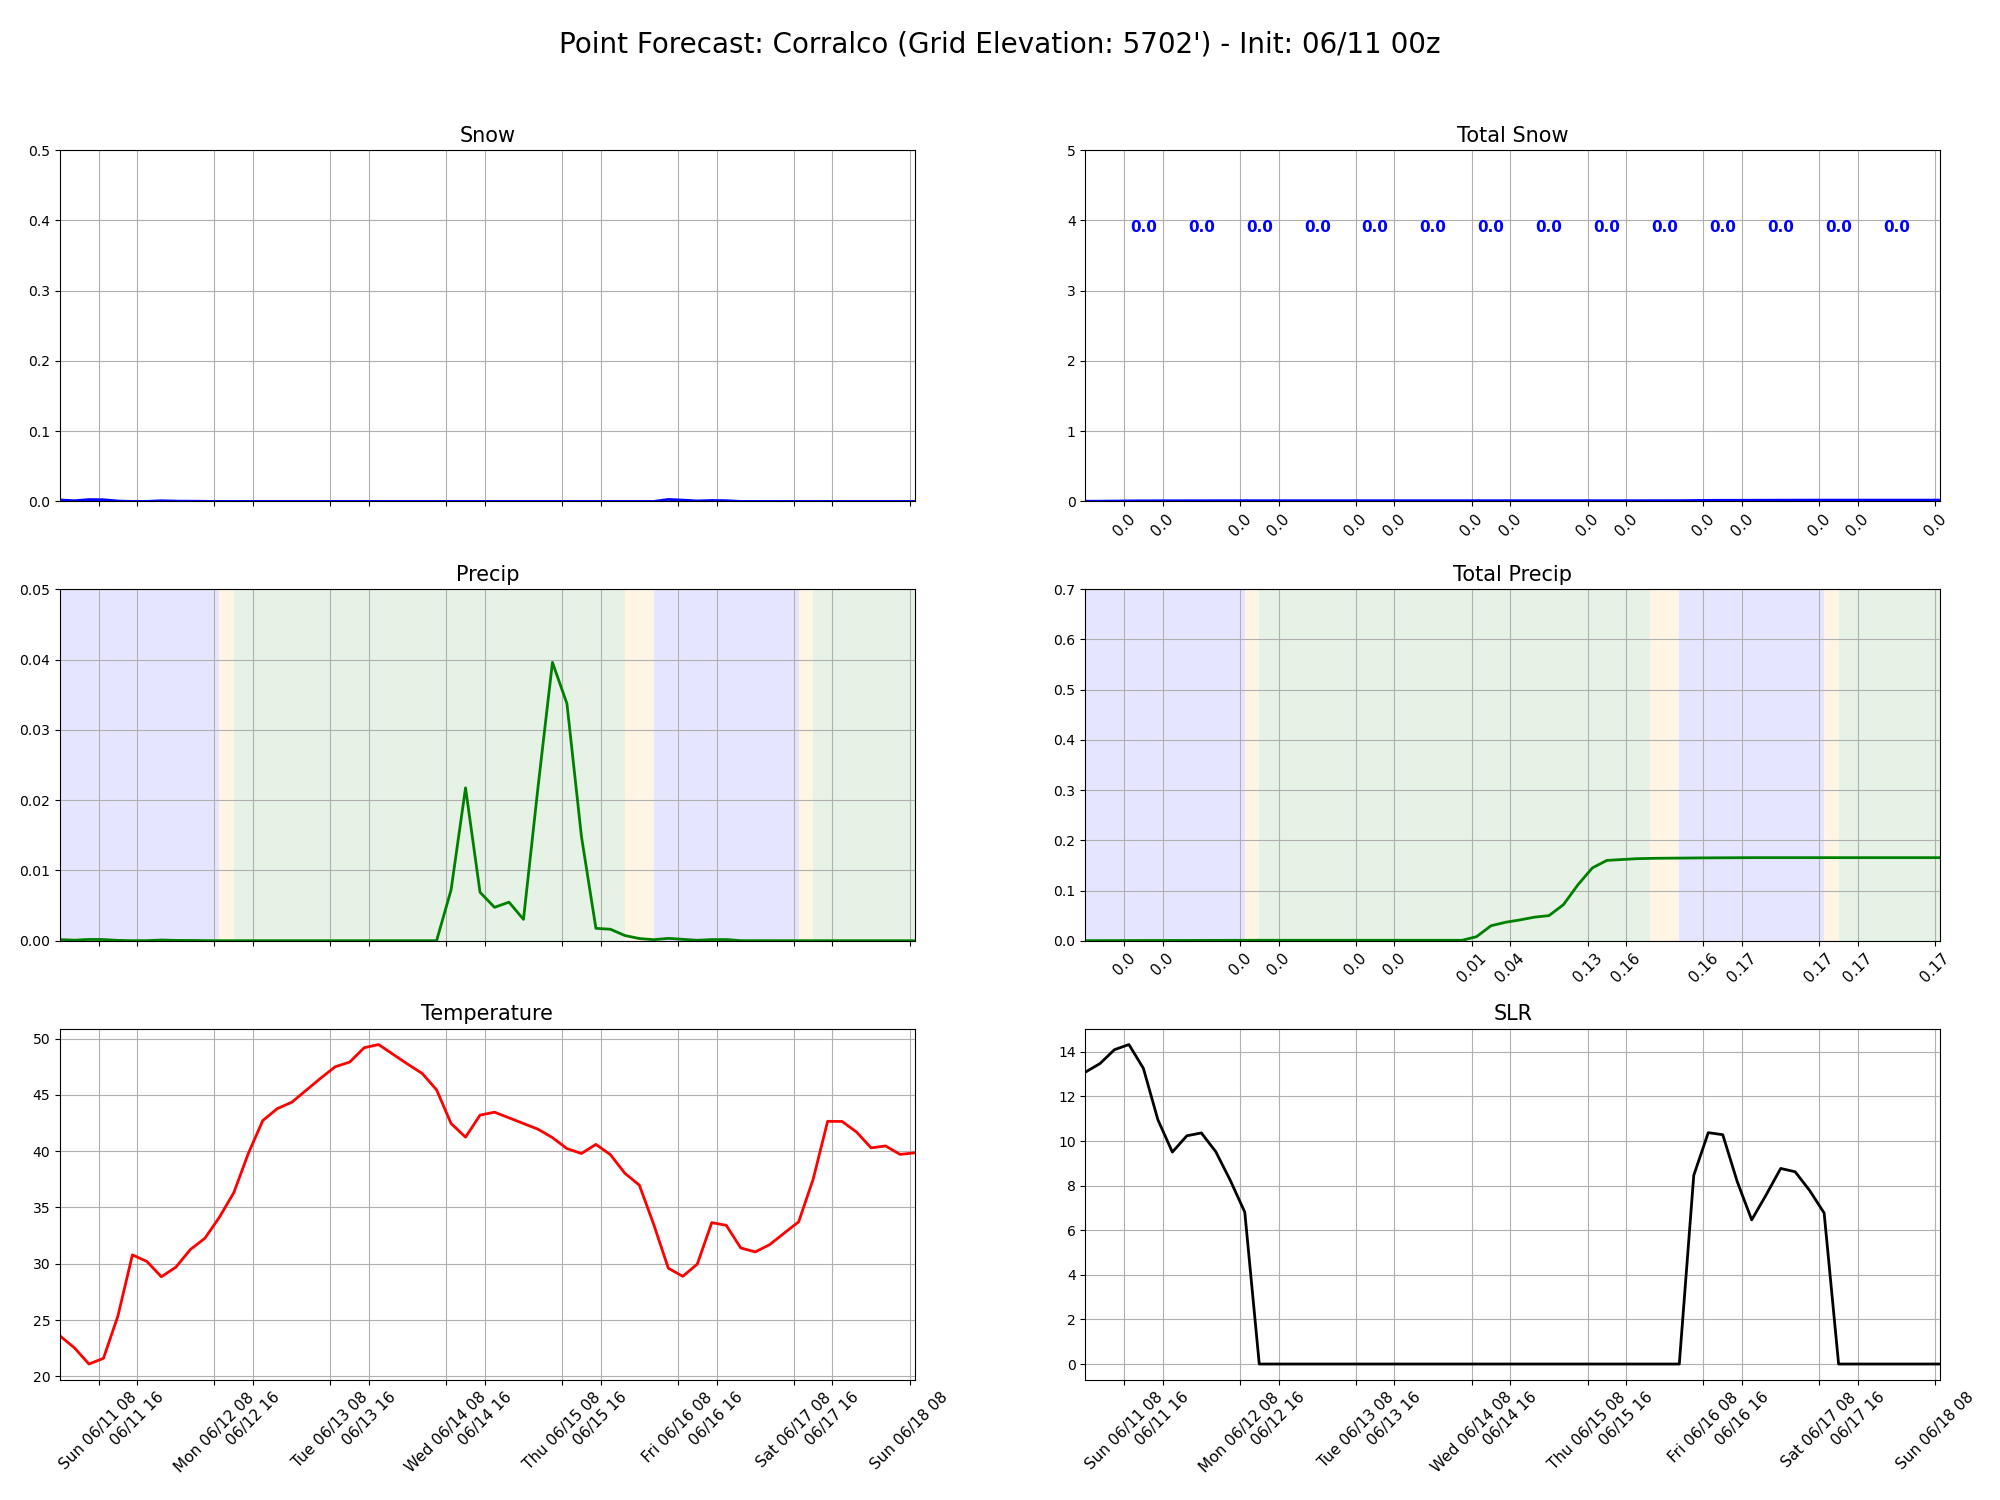 Point Forecast: Corralco (Grid Elevation: 5702') - Init: 06/11 00z
Snow
0.5
0.4
0.3
0.2
0.1
0.0
Total Snow
5
4
3
2
1
0
0.0 0.0 0.0 0.0 0.0 0.0 0.0 0.0 0.0 0.0 0.0 0.0 0.0 0.0
0.0 0.0 0.0 0.0 0.0 0.0 0.0 0.0 0.0 0.0 0.0 0.0 0.0 0.0 0.0
Precip
0.05
0.04
0.03
0.02
0.01
0.00
Total Precip
0.7
0.6
0.5
0.4
0.3
0.2
0.1
0.0
0.0 0.0 0.0 0.0 0.0 0.0 0.01 0.04 0.13 0.16 0.16 0.17 0.17 0.17 0.17
Temperature
50
45
40
35
30
25
20
Sun 06/11 08
06/11 16
Mon 06/12 08
06/12 16
Tue 06/13 08
06/13 16
Wed 06/14 08
06/14 16
Thu 06/15 08
06/15 16
Fri 06/16 08
06/16 16
Sat 06/17 08
06/17 16
Sun 06/18 08
SLR
14
12
10
8
6
4
2
0
Sun 06/11 08
06/11 16
Mon 06/12 08
06/12 16
Tue 06/13 08
06/13 16
Wed 06/14 08
06/14 16
Thu 06/15 08
06/15 16
Fri 06/16 08
06/16 16
Sat 06/17 08
06/17 16
Sun 06/18 08